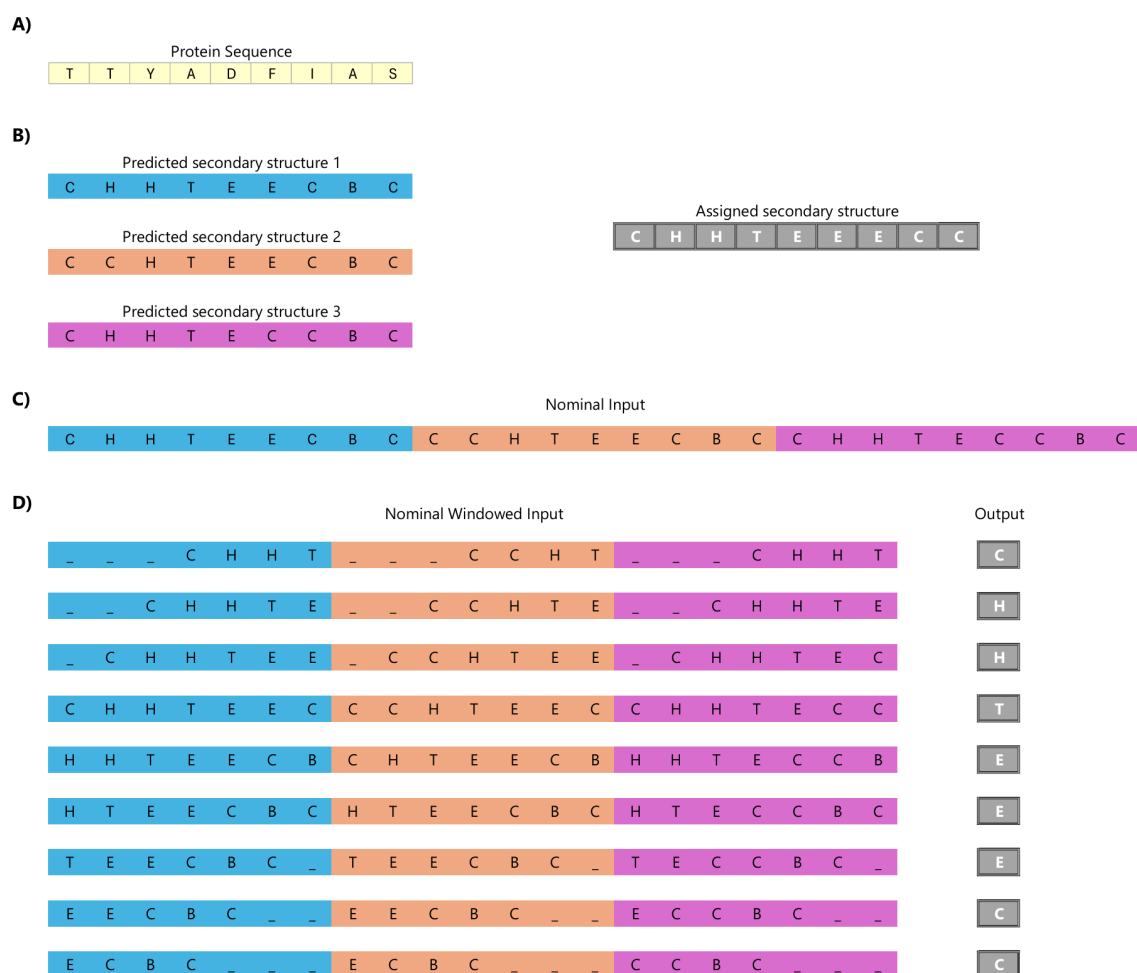 A)
Protein Sequence
T T Y A D F I A S
B)
Predicted secondary structure 1
C H H T E E C B C
Predicted secondary structure 2
C C H T E E C B C
Predicted secondary structure 3
C H H T E C C B C
Assigned secondary structure
C H H T E E E C C
C)
Nominal Input
C H H T E E C B C C C H T E E C B C C H H T E C C B C
D)
Nominal Windowed Input Output
_ _ _ C H H T _ _ _ C C H T _ _ _ C H H T C
_ _ C H H T E _ _ C C H T E _ _ C H H T E H
_ C H H T E E _ C C H T E E _ C H H T E C H
C H H T E E C C C H T E E C C H H T E C C T
H H T E E C B C H T E E C B H H T E C C B E
H T E E C B C H T E E C B C H T E C C B C E
T E E C B C _ T E E C B C _ T E C C B C _ E
E E C B C _ _ E E C B C _ _ E C C B C _ _ C
E C B C _ _ _ E C B C _ _ _ C C B C _ _ _ C